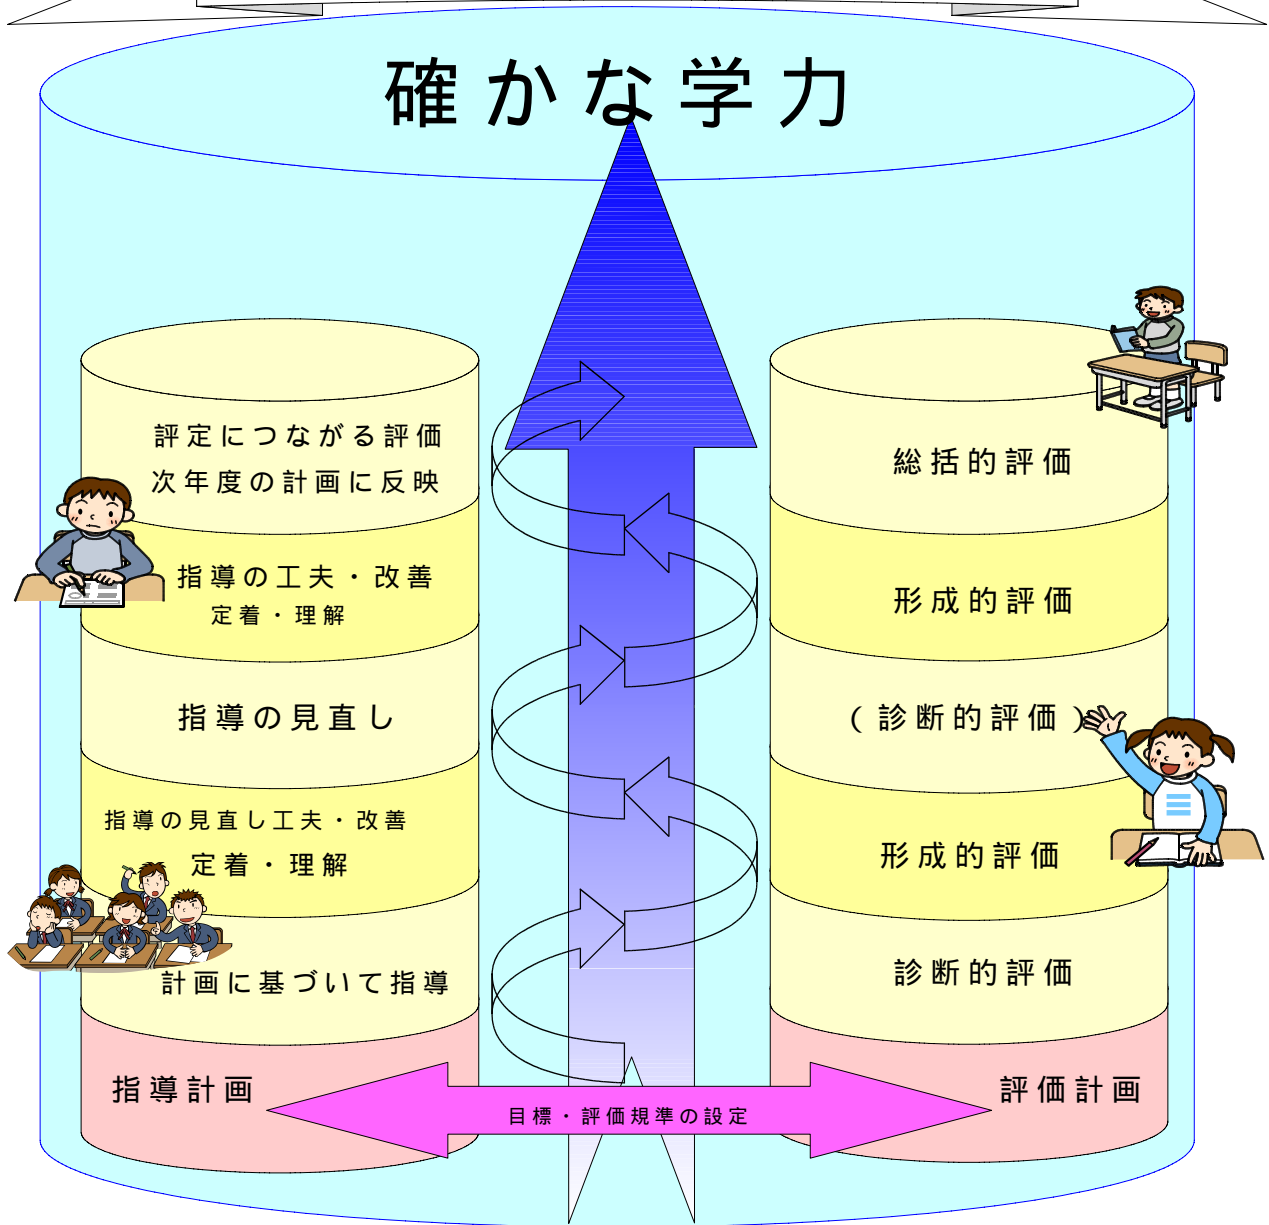 確かな学力
評定につながる評価
次年度の計画に反映
指導の工夫・改善
定着・理解
指導の見直し
指導の見直し工夫・改善
定着・理解
計画に基づいて指導
指導計画
総括的評価
形成的評価
(診断的評価)
形成的評価
診断的評価
評価計画
目標・評価規準の設定